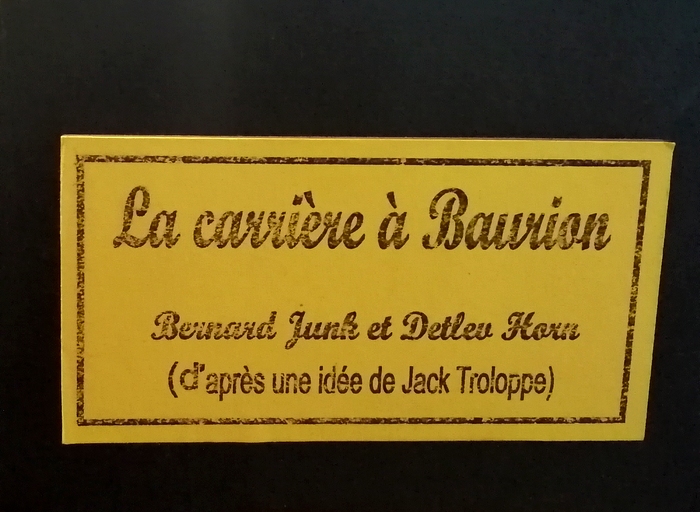 La carrière à Baurion
Bernard Junk et Detlev Horn
(d'après une idée de Jack Troloppe)